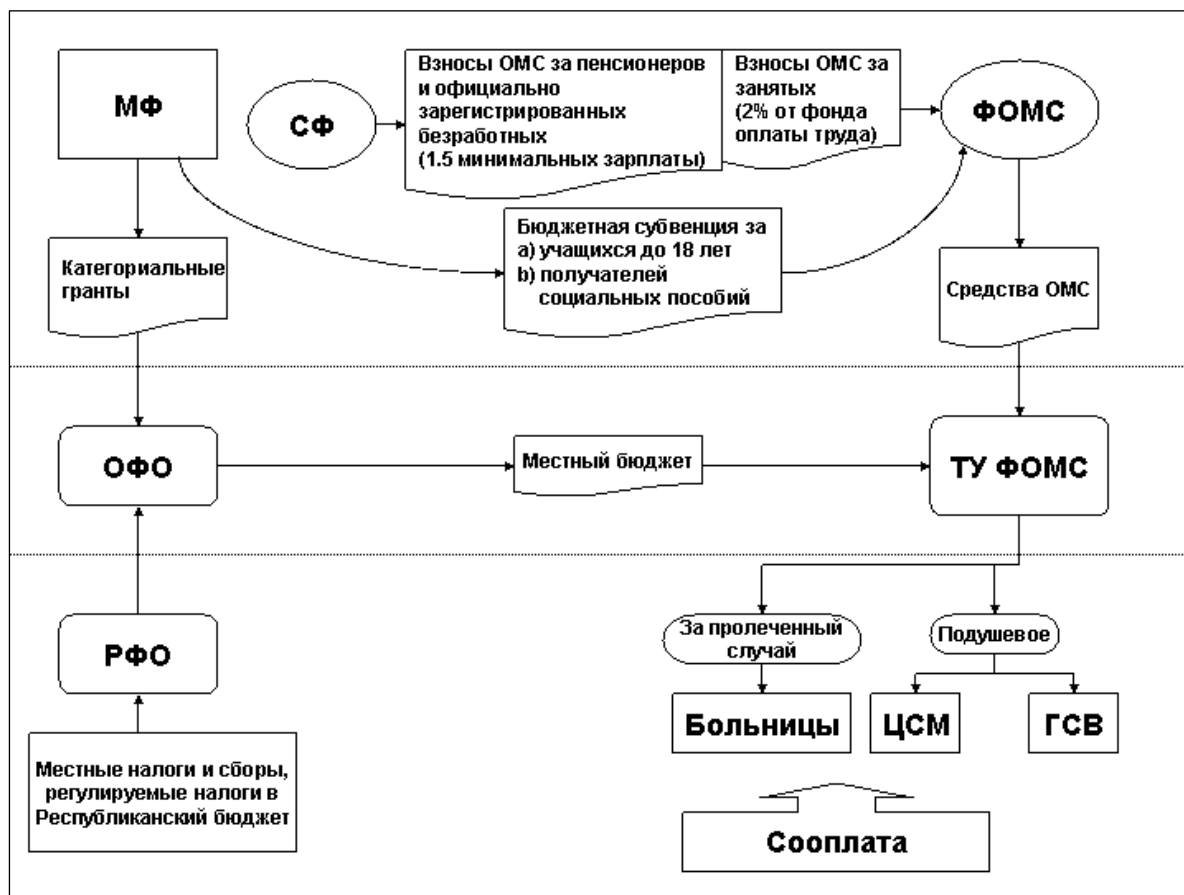 МФ
СФ
Взносы ОМС за пенсионеров
и официально
зарегистрированных
безработных
(1.5 минимальных зарплаты)
Взносы ОМС за
занятых
(2% от фонда
оплаты труда)
ФОМС
Категориальные
гранты
Бюджетная субвенция за
a) учащихся до 18 лет
b) получателей
социальных пособий
Средства ОМС
ОФО
Местный бюджет
ТУ ФОМС
РФО
За пролеченный
случай
Подушевое
Больницы
ЦСМ
ГСВ
Местные налоги и сборы,
регулируемые налоги в
Республиканский бюджет
Сооплата